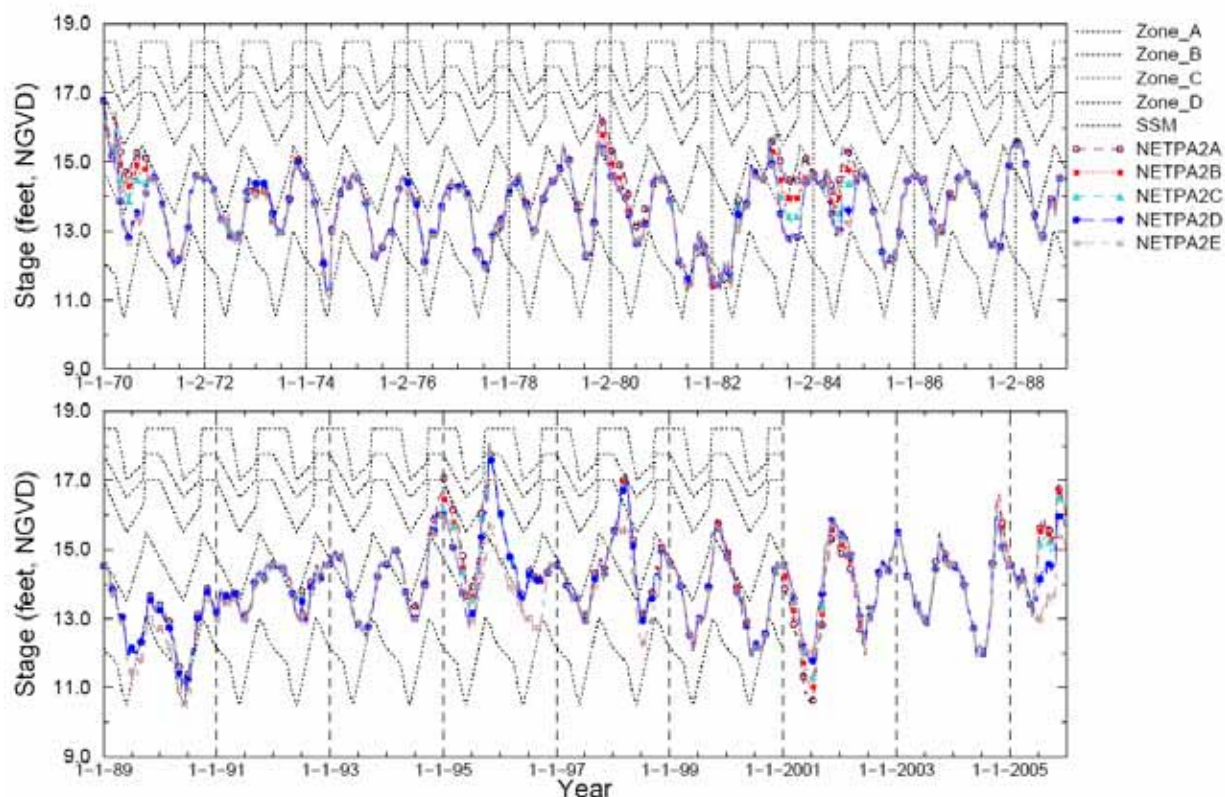 19.0
17.0
15.0
13.0
11.0
9.0
Stage (feet, NGVD)
1-1-70
1-2-72
1-1-74
1-2-76
1-1-78
1-2-80
1-1-82
1-2-84
1-1-86
1-2-88
Zone_A
Zone_B
Zone_C
Zone_D
SSM
NETPA2A
NETPA2B
NETPA2C
NETPA2D
NETPA2E
19.0
17.0
15.0
13.0
11.0
9.0
Stage (feet, NGVD)
1-1-89
1-1-91
1-1-93
1-1-95
1-1-97
1-1-99
1-1-2001
1-1-2003
1-1-2005
Year